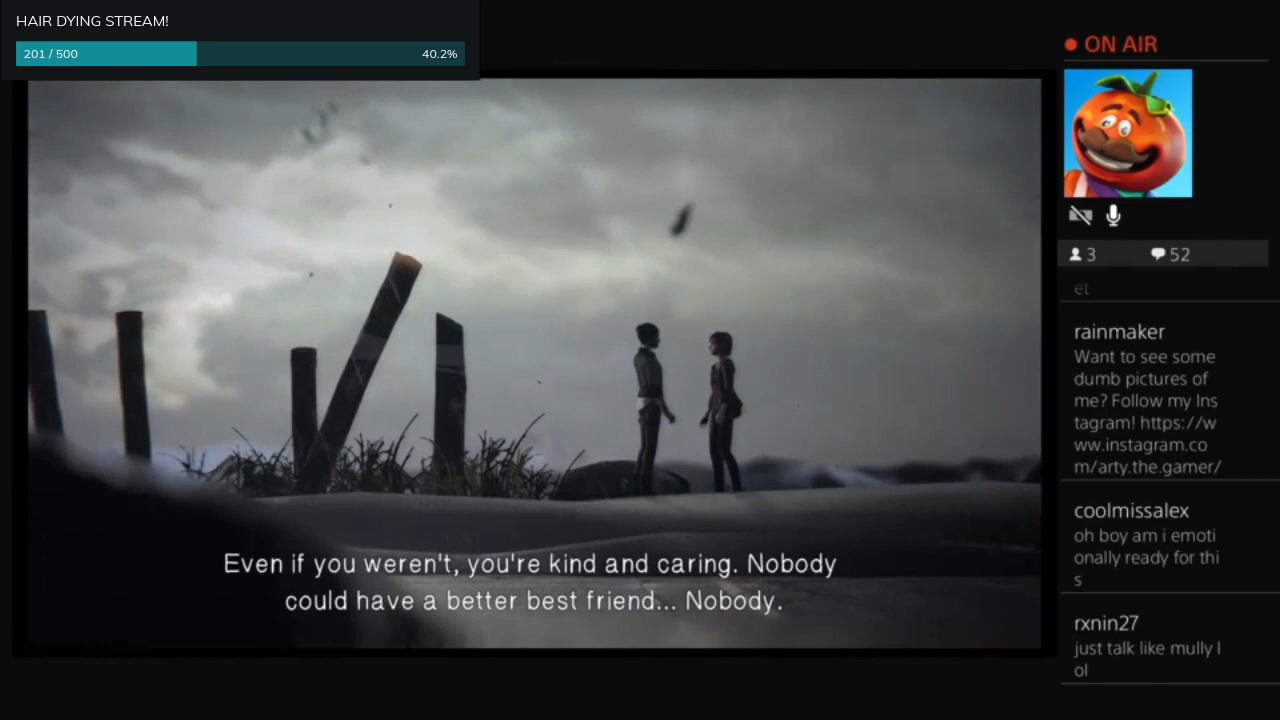 HAIR DYING STREAM!
201 / 500 40.2%
ON AIR
3 52
et
rainmaker
Want to see some
dumb pictures of
me? Follow my Ins
tagram! https://w
ww.instagram.co
m/arty.the.gamer/
coolmissalex
oh boy am i emoti
onally ready for thi
s
rxnin27
just talk like mully l
ol
Even if you weren't, you're kind and caring. Nobody
could have a better best friend... Nobody.